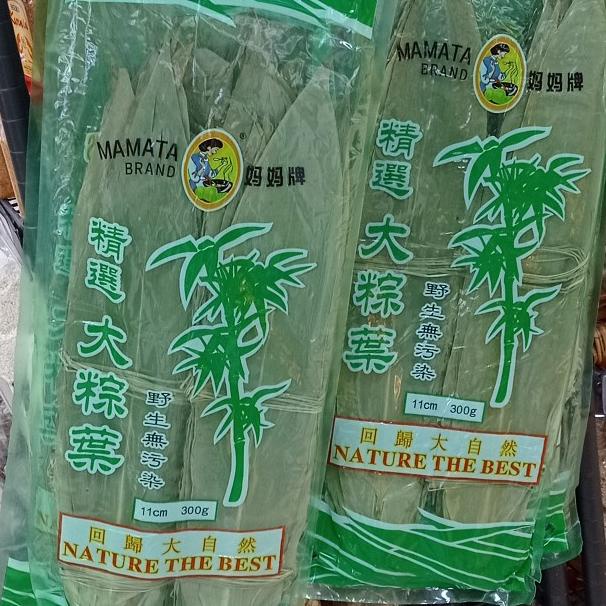 MAMATA
BRAND
®
妈妈牌
精選大粽葉
野生無污染
11cm 300g
回歸大自然
NATURE THE BEST
MAMATA
BRAND
妈妈牌
精選大粽葉
野生無污染
11cm 300g
回歸大自然
NATURE THE BEST